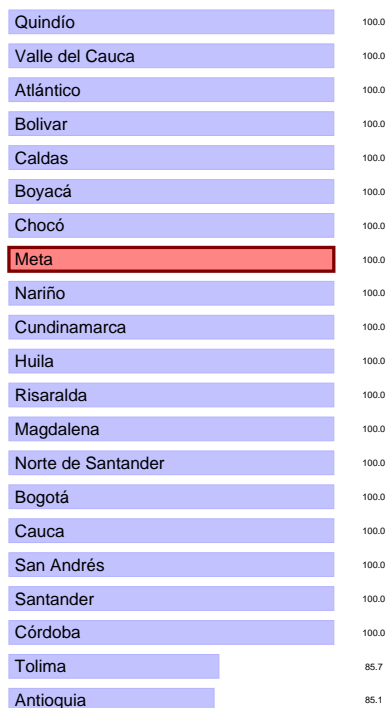 Quindío 100.0
Valle del Cauca 100.0
Atlántico 100.0
Bolivar 100.0
Caldas 100.0
Boyacá 100.0
Chocó 100.0
Meta 100.0
Nariño 100.0
Cundinamarca 100.0
Huila 100.0
Risaralda 100.0
Magdalena 100.0
Norte de Santander 100.0
Bogotá 100.0
Cauca 100.0
San Andrés 100.0
Santander 100.0
Córdoba 100.0
Tolima 85.7
Antioquia 85.1